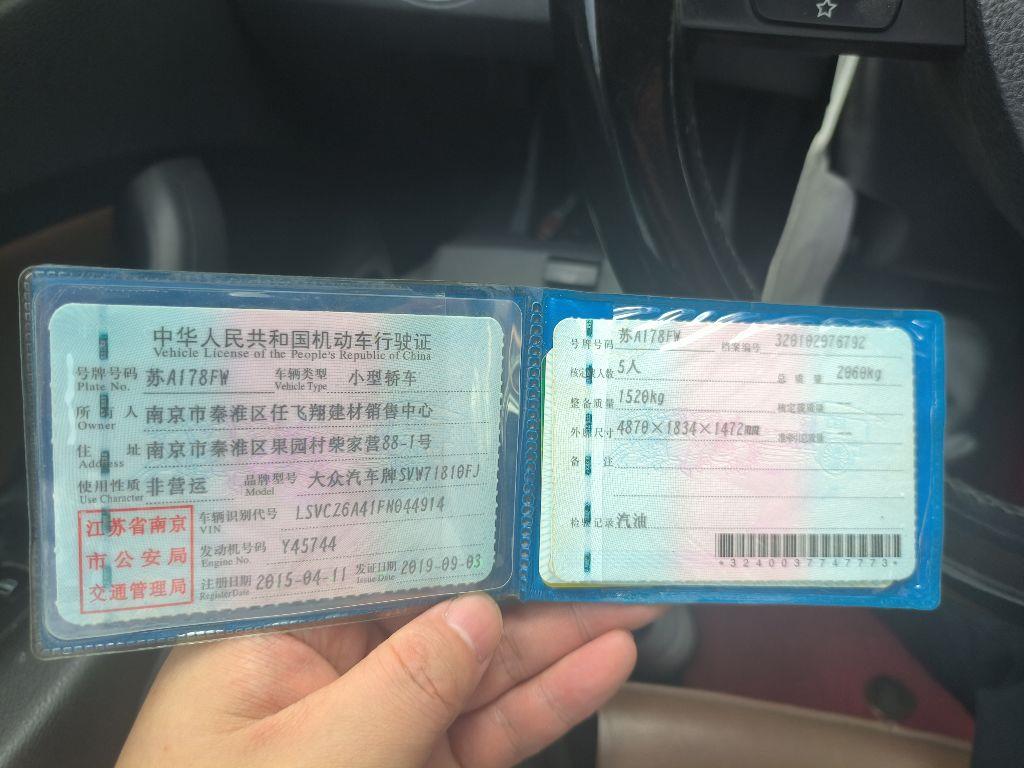 中华人民共和国机动车行驶证
Vehicle License of the People's Republic of China
号牌号码 苏A178FW 车辆类型 小型轿车
Plate No. Vehicle Type
所有人 南京市秦淮区任飞翔建材销售中心
Owner
住址 南京市秦淮区果园村柴家营88-1号
Address
使用性质 非营运 品牌型号 大众汽车牌SVW71810FJ
Use Character Model
江苏省南京
市公安局
交通管理局
车辆识别代号 LSVCZ6A41FN044914
VIN
发动机号码 Y45744
Engine No.
注册日期 2015-04-11 发证日期 2019-09-03
Register Date Issue Date
号牌号码 苏A178FW 档案编号 320102976792
核定载人数 5人 总质量 2060kg
整备质量 1520kg 核定载质量 --
外廓尺寸 4870×1834×1472mm 准牵引总质量 --
备注
检验记录 汽油
*3240037747773*